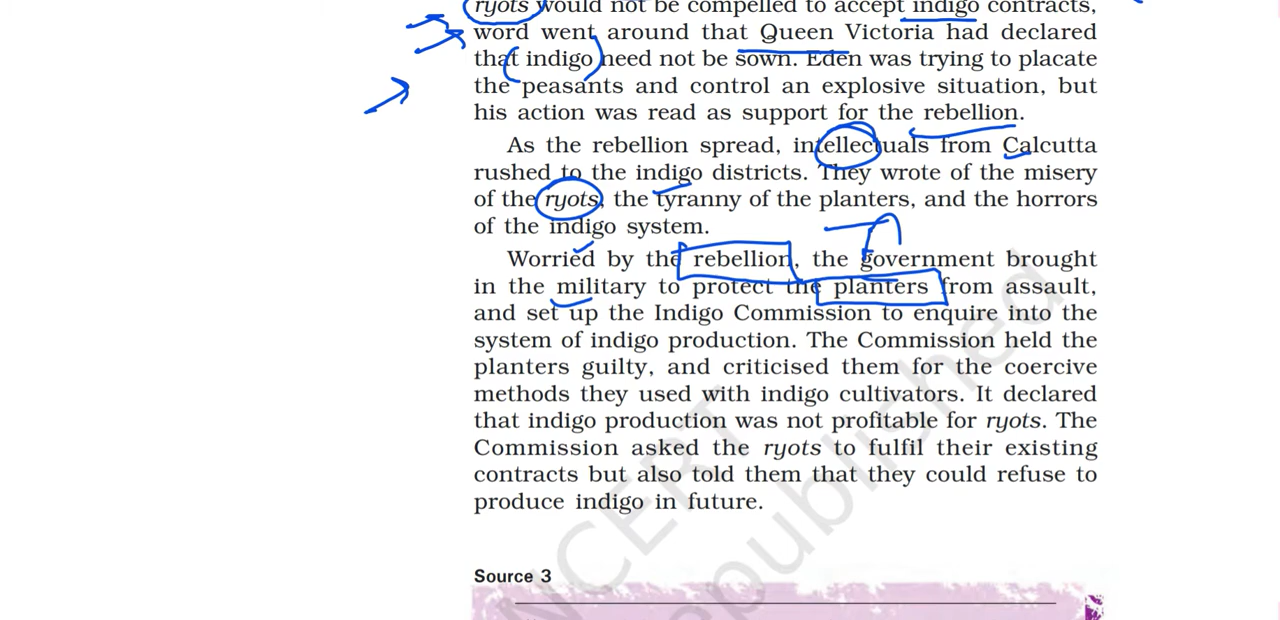 ryots would not be compelled to accept indigo contracts,
word went around that Queen Victoria had declared
that indigo need not be sown. Eden was trying to placate
the peasants and control an explosive situation, but
his action was read as support for the rebellion.
As the rebellion spread, intellectuals from Calcutta
rushed to the indigo districts. They wrote of the misery
of the ryots, the tyranny of the planters, and the horrors
of the indigo system.
Worried by the rebellion, the government brought
in the military to protect the planters from assault,
and set up the Indigo Commission to enquire into the
system of indigo production. The Commission held the
planters guilty, and criticised them for the coercive
methods they used with indigo cultivators. It declared
that indigo production was not profitable for ryots. The
Commission asked the ryots to fulfil their existing
contracts but also told them that they could refuse to
produce indigo in future.
Source 3
NCERT
republished